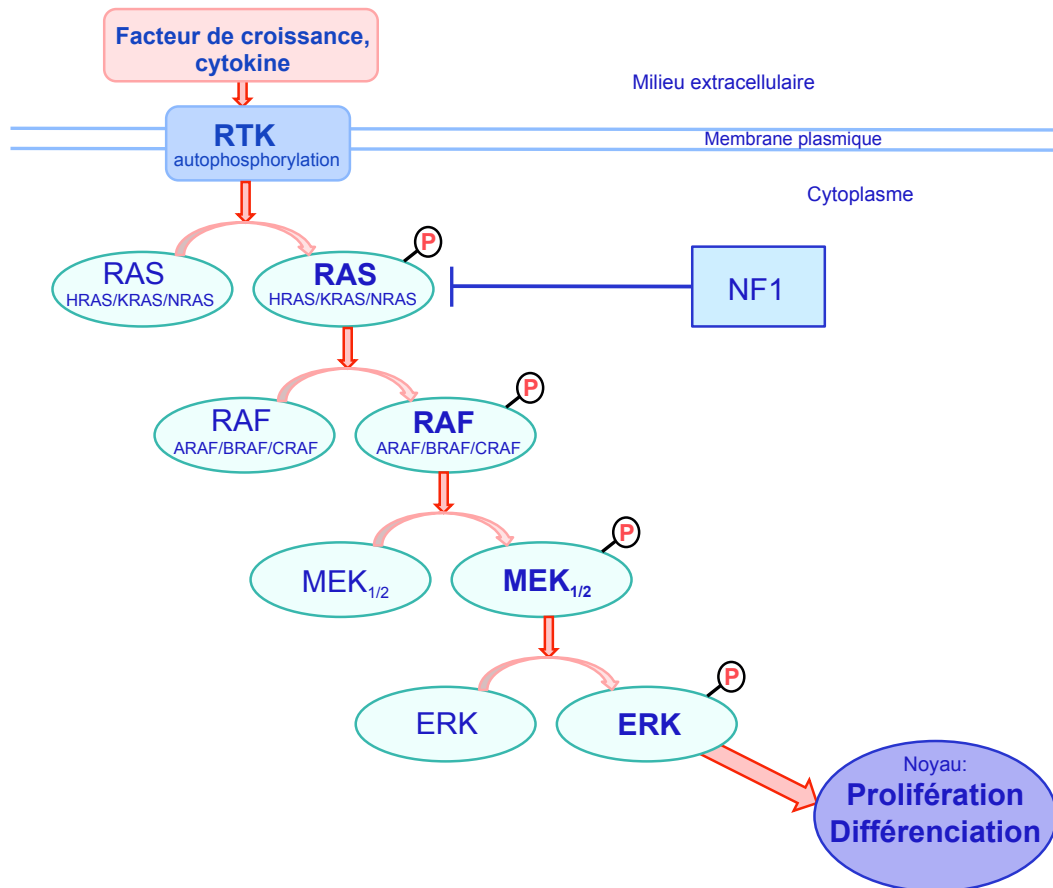 Facteur de croissance,
cytokine
Milieu extracellulaire
RTK
autophosphorylation
Membrane plasmique
Cytoplasme
P
RAS
HRAS/KRAS/NRAS
RAS
HRAS/KRAS/NRAS
NF1
P
RAF
ARAF/BRAF/CRAF
RAF
ARAF/BRAF/CRAF
P
MEK1/2
MEK1/2
P
ERK
ERK
Noyau:
Prolifération
Différenciation